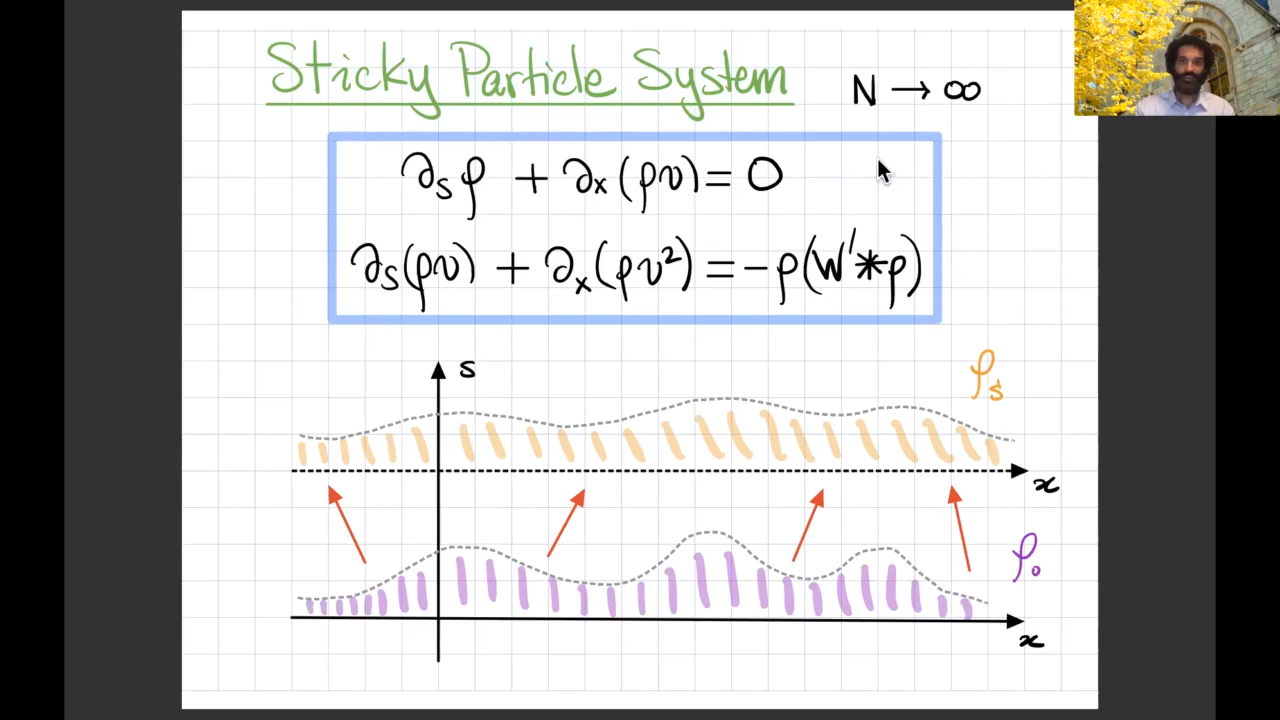 Sticky Particle System
N → ∞
∂ₛρ + ∂ₓ(ρv) = 0
∂ₛ(ρv) + ∂ₓ(ρv²) = -ρ(W'*ρ)
s
ρₛ
x
ρ₀
x